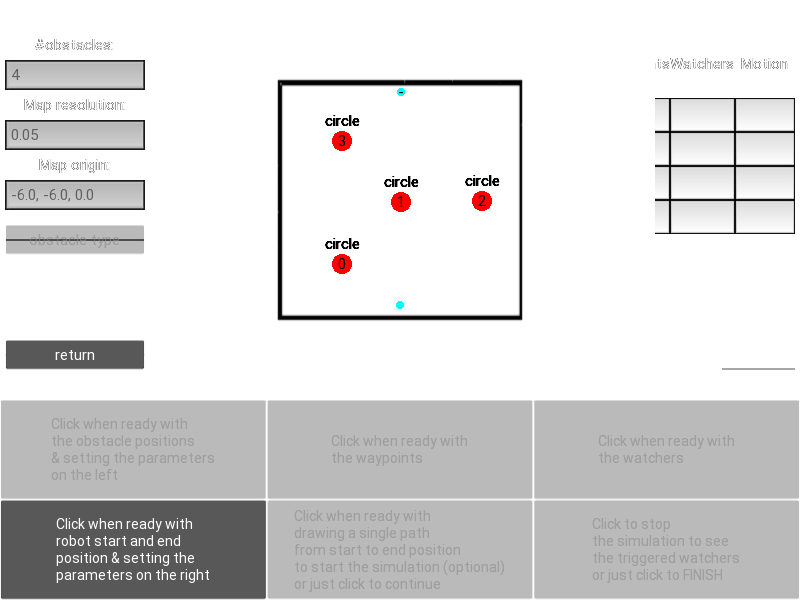 #obstacles:
4
Map resolution:
0.05
Map origin:
-6.0, -6.0, 0.0
obstacle type
return
circle
3
circle
1
circle
2
circle
0
Watchers Motion
Click when ready with
the obstacle positions
& setting the parameters
on the left
Click when ready with
the waypoints
Click when ready with
the watchers
Click when ready with
robot start and end
position & setting the
parameters on the right
Click when ready with
drawing a single path
from start to end position
to start the simulation (optional)
or just click to continue
Click to stop
the simulation to see
the triggered watchers
or just click to FINISH